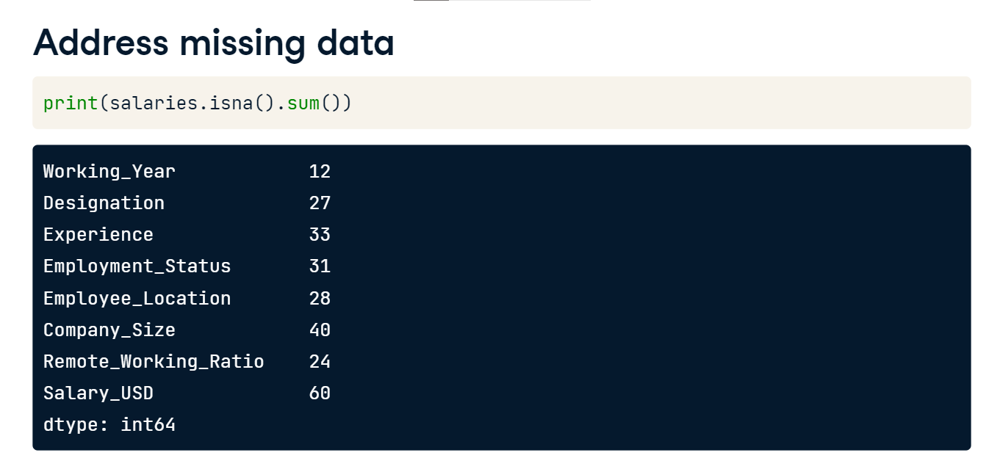 Address missing data
print(salaries.isna().sum())
Working_Year 12
Designation 27
Experience 33
Employment_Status 31
Employee_Location 28
Company_Size 40
Remote_Working_Ratio 24
Salary_USD 60
dtype: int64